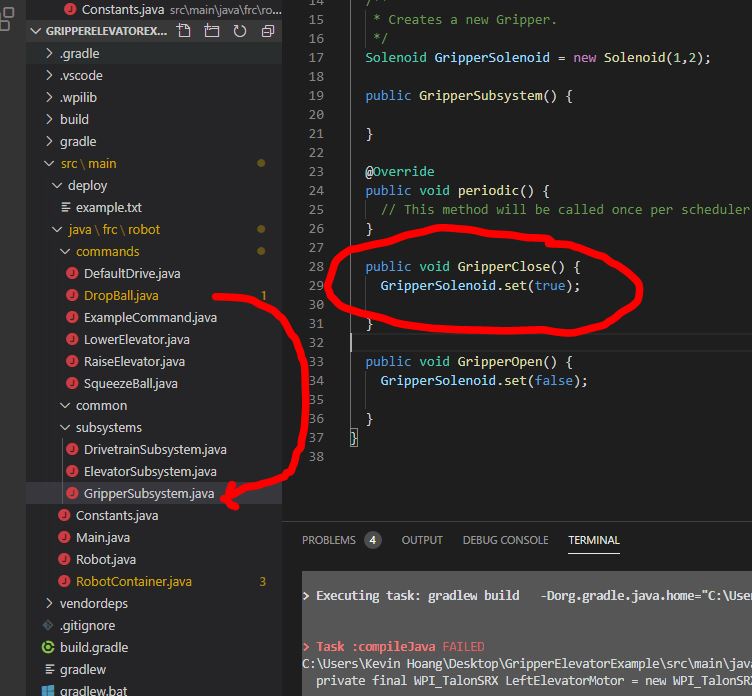 Constants.java src\main\java\frc\ro...
GRIPPERELEVATOREX...
.gradle
.vscode
.wpilib
build
gradle
src \ main
deploy
example.txt
java \ frc \ robot
commands
DefaultDrive.java
DropBall.java 1
ExampleCommand.java
LowerElevator.java
RaiseElevator.java
SqueezeBall.java
common
subsystems
DrivetrainSubsystem.java
ElevatorSubsystem.java
GripperSubsystem.java
Constants.java
Main.java
Robot.java
RobotContainer.java 3
vendordeps
.gitignore
build.gradle
gradlew
gradlew.bat
14 /**
15 * Creates a new Gripper.
16 */
17 Solenoid GripperSolenoid = new Solenoid(1,2);
18
19 public GripperSubsystem() {
20
21 }
22
23 @Override
24 public void periodic() {
25 // This method will be called once per scheduler
26 }
27
28 public void GripperClose() {
29 GripperSolenoid.set(true);
30
31 }
32
33 public void GripperOpen() {
34 GripperSolenoid.set(false);
35
36 }
37 }
38
PROBLEMS 4 OUTPUT DEBUG CONSOLE TERMINAL
> Executing task: gradlew build -Dorg.gradle.java.home="C:\Use
> Task :compileJava FAILED
C:\Users\Kevin Hoang\Desktop\GripperElevatorExample\src\main\java
private final WPI_TalonSRX LeftElevatorMotor = new WPI_TalonSR